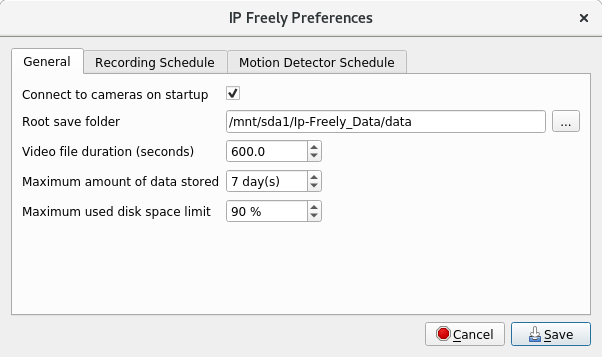 IP Freely Preferences
General
Recording Schedule
Motion Detector Schedule
Connect to cameras on startup
Root save folder
/mnt/sda1/Ip-Freely_Data/data
...
Video file duration (seconds)
600.0
Maximum amount of data stored
7 day(s)
Maximum used disk space limit
90 %
Cancel
Save